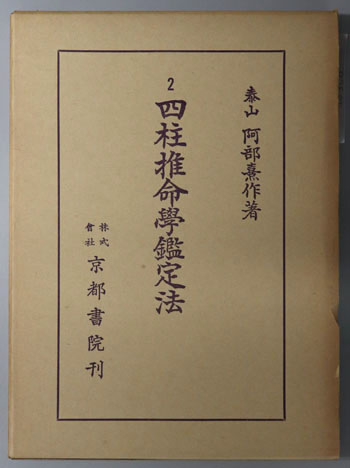 泰山 阿部熹作著
2
四柱推命學鑑定法
株式
會社
京都書院刊